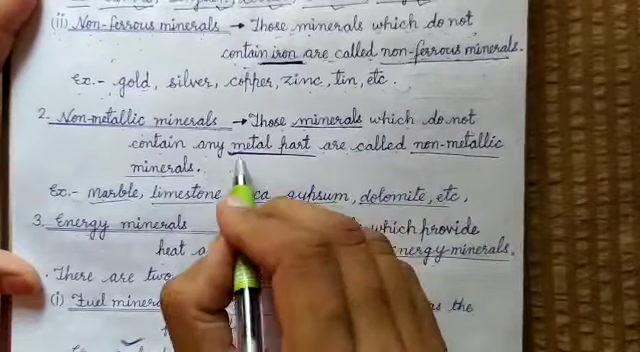 (ii) Non-ferrous minerals → Those minerals which do not
contain iron are called non-ferrous minerals.
Ex.- gold, silver, copper, zinc, tin, etc.
2. Non-metallic minerals → Those minerals which do not
contain any metal part are called non-metallic
minerals.
Ex- marble, limestone gypsum, dolomite, etc,
3. Energy minerals which provide
heat energy minerals.
There are two
(i) Fuel the